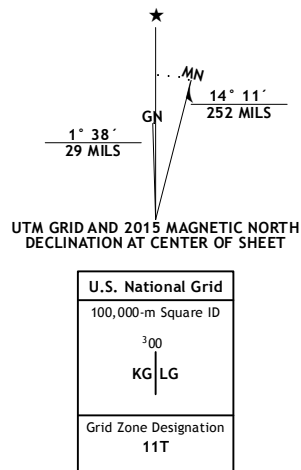 ★
MN
GN
14° 11´
252 MILS
1° 38´
29 MILS
UTM GRID AND 2015 MAGNETIC NORTH
DECLINATION AT CENTER OF SHEET
U.S. National Grid
100,000-m Square ID
³00
KG LG
Grid Zone Designation
11T